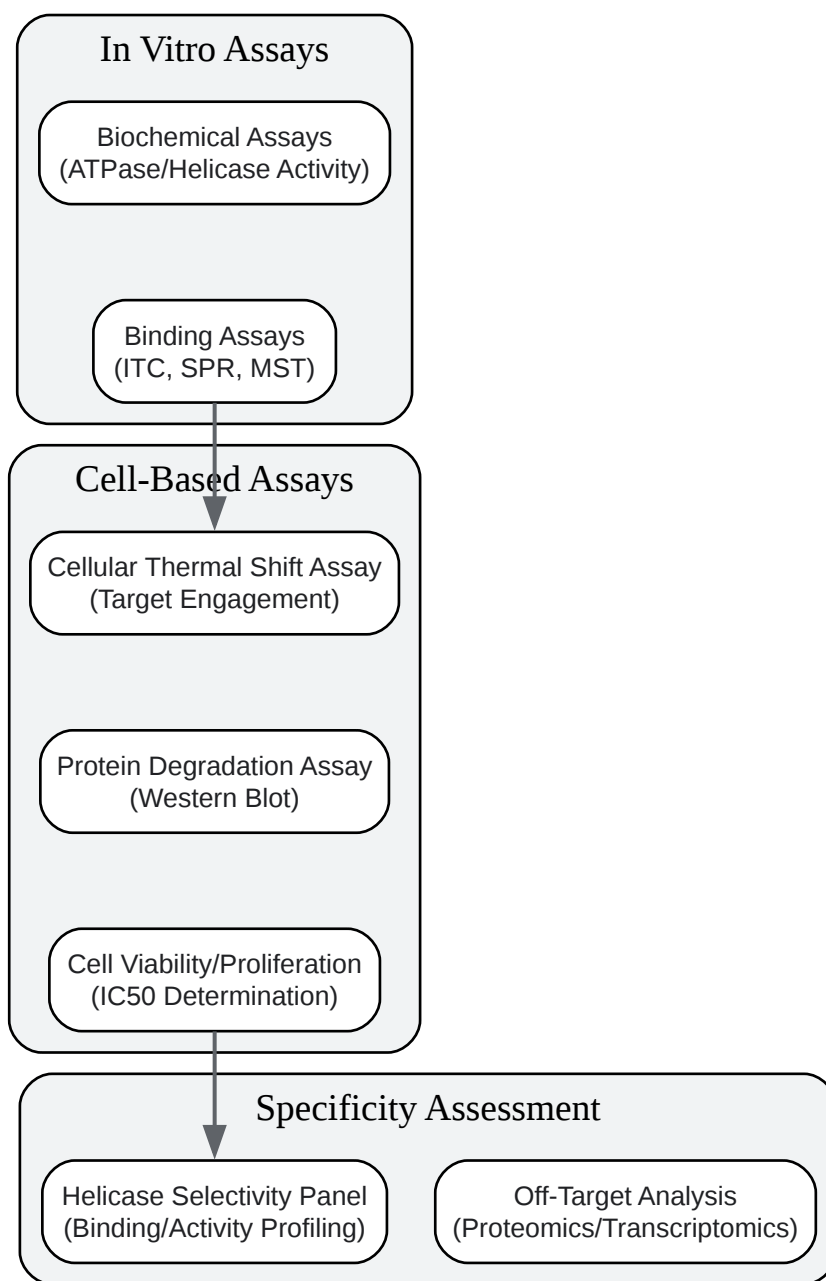 In Vitro Assays
Biochemical Assays
(ATPase/Helicase Activity)
Binding Assays
(ITC, SPR, MST)
Cell-Based Assays
Cellular Thermal Shift Assay
(Target Engagement)
Protein Degradation Assay
(Western Blot)
Cell Viability/Proliferation
(IC50 Determination)
Specificity Assessment
Helicase Selectivity Panel
(Binding/Activity Profiling)
Off-Target Analysis
(Proteomics/Transcriptomics)